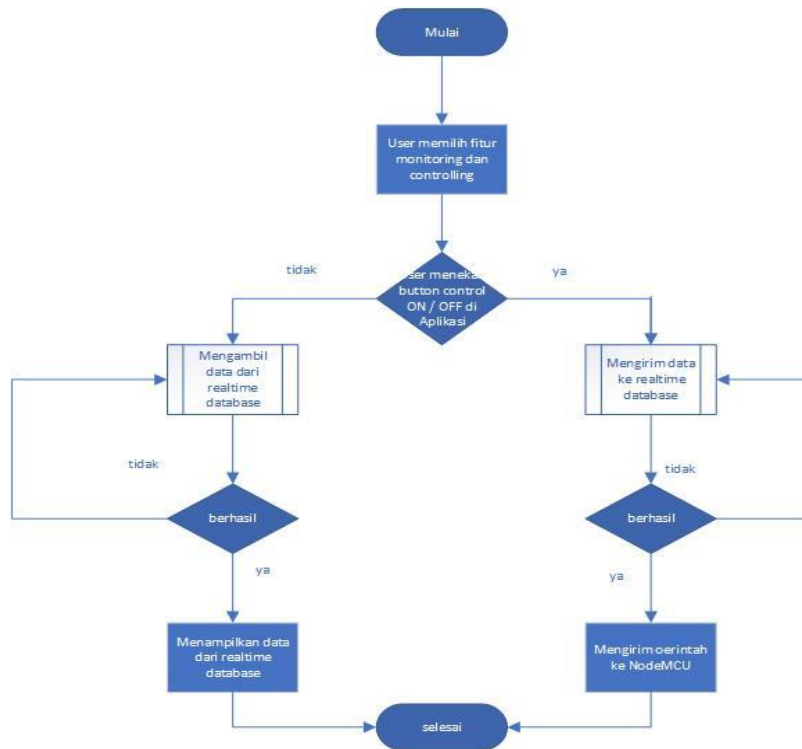 Mulai
User memilih fitur
monitoring dan
controlling
tidak
ya
User meneka
button control
ON / OFF di
Aplikasi
Mengambil
data dari
realtime
database
Mengirim data
ke realtime
database
tidak
tidak
berhasil
berhasil
ya
ya
Menampilkan data
dari realtime
database
Mengirim oerintah
ke NodeMCU
selesai